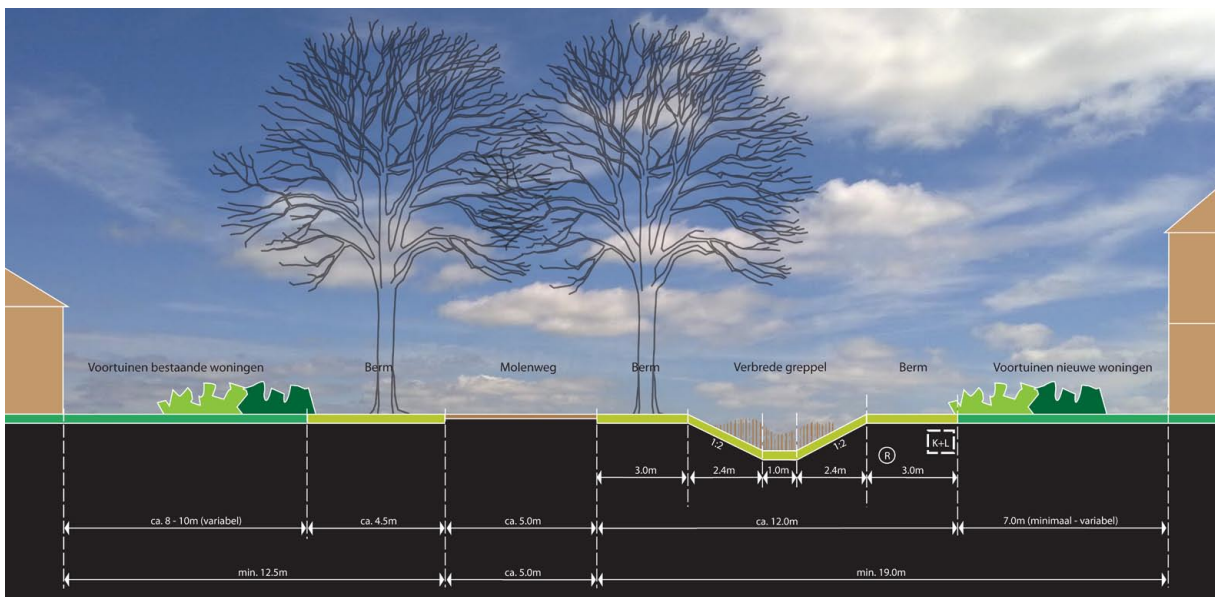 Voortuinen bestaande woningen
Berm
Molenweg
Berm
Verbrede greppel
Berm
Voortuinen nieuwe woningen
1:2
1:2
K+L
R
3.0m
2.4m
1.0m
2.4m
3.0m
ca. 8 - 10m (variabel)
ca. 4.5m
ca. 5.0m
ca. 12.0m
7.0m (minimaal - variabel)
min. 12.5m
ca. 5.0m
min. 19.0m